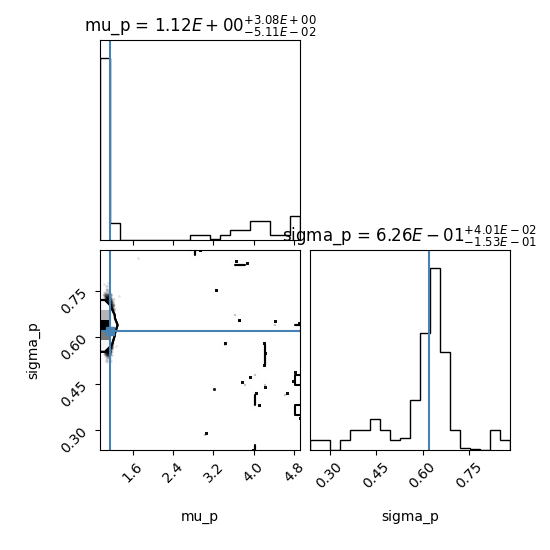 mu_p = 1.12E + 00+3.08E + 00 −5.11E − 02
sigma_p = 6.26E − 01+4.01E − 02 −1.53E − 01
sigma_p
0.75
0.60
0.45
0.30
1.6 2.4 3.2 4.0 4.8
0.30 0.45 0.60 0.75
mu_p
sigma_p